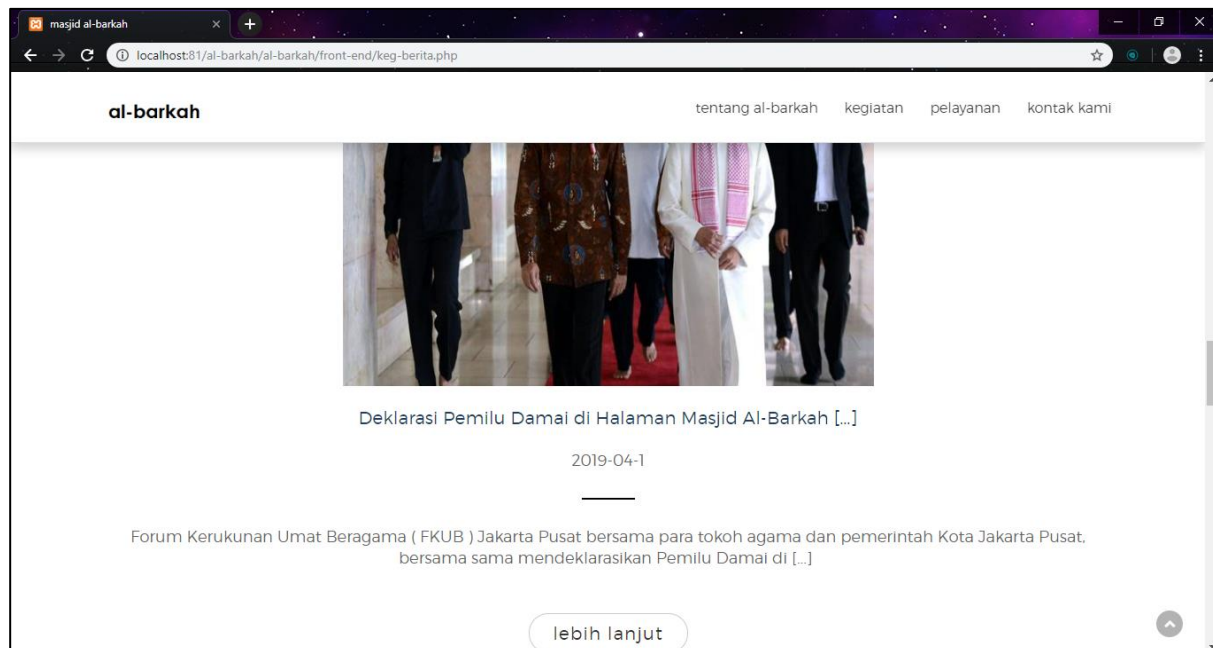 masjid al-barkah
localhost:81/al-barkah/al-barkah/front-end/keg-berita.php
al-barkah
tentang al-barkah kegiatan pelayanan kontak kami
Deklarasi Pemilu Damai di Halaman Masjid Al-Barkah [...]
2019-04-1
Forum Kerukunan Umat Beragama ( FKUB ) Jakarta Pusat bersama para tokoh agama dan pemerintah Kota Jakarta Pusat,
bersama sama mendeklarasikan Pemilu Damai di [...]
lebih lanjut